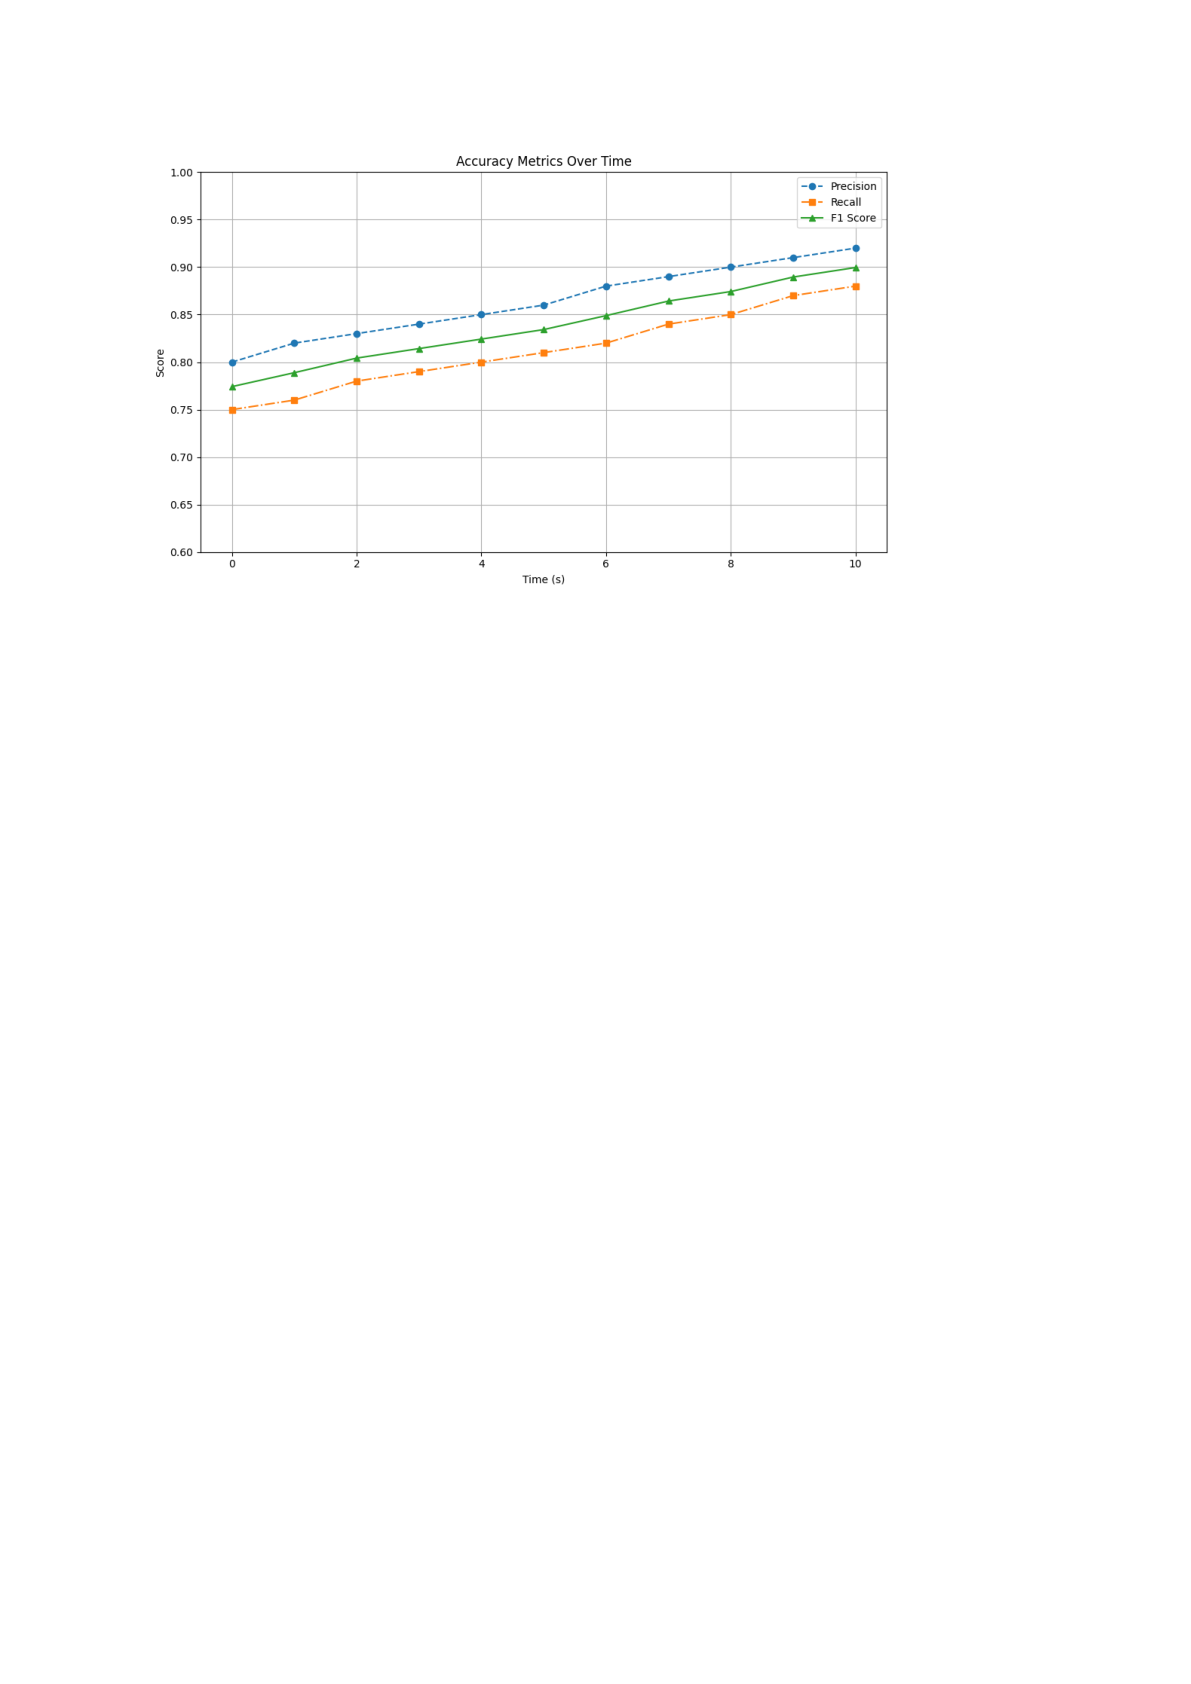 Accuracy Metrics Over Time
1.00
0.95
0.90
0.85
0.80
0.75
0.70
0.65
0.60
Score
0 2 4 6 8 10
Time (s)
Precision
Recall
F1 Score